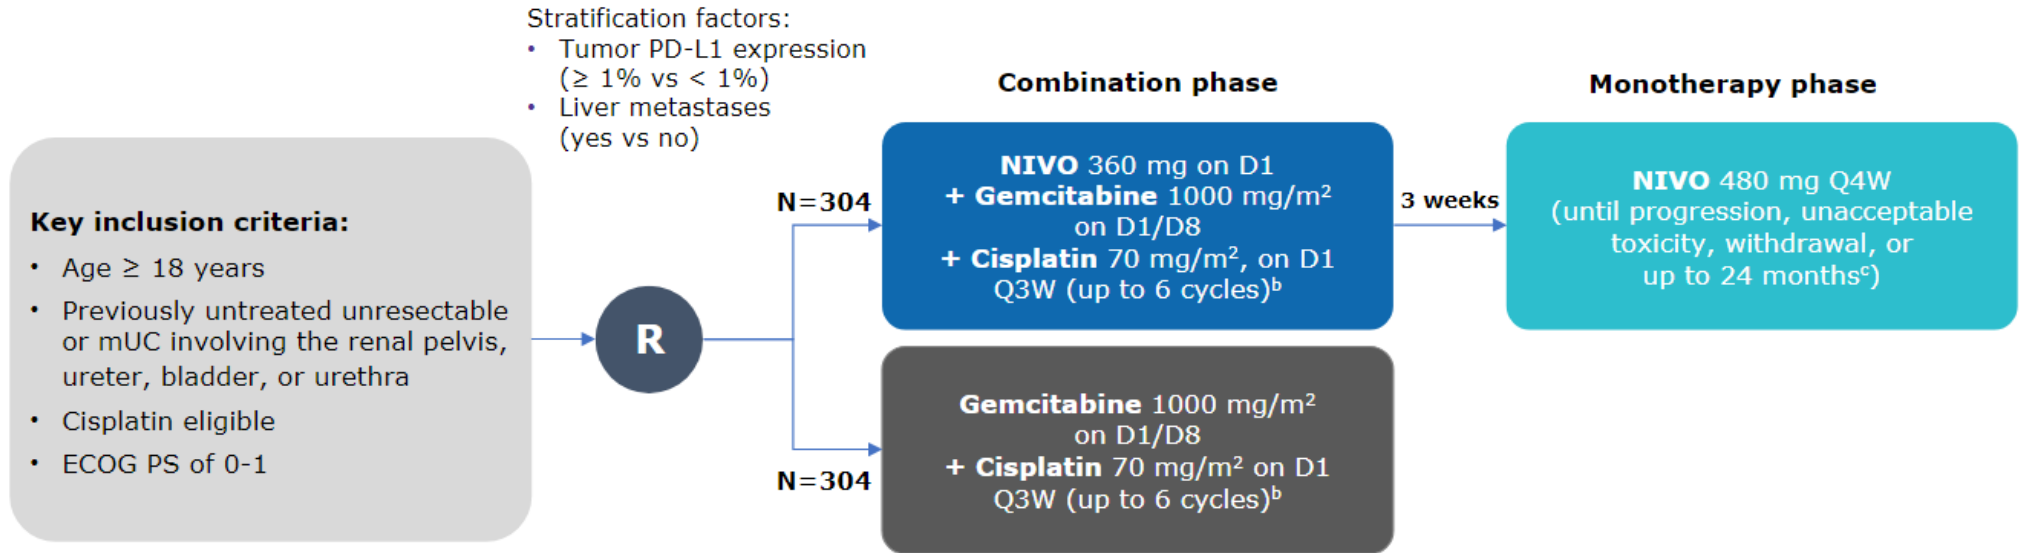 Stratification factors:
• Tumor PD-L1 expression
(≥ 1% vs < 1%)
• Liver metastases
(yes vs no)
Key inclusion criteria:
• Age ≥ 18 years
• Previously untreated unresectable
or mUC involving the renal pelvis,
ureter, bladder, or urethra
• Cisplatin eligible
• ECOG PS of 0-1
R
N=304
N=304
Combination phase
NIVO 360 mg on D1
+ Gemcitabine 1000 mg/m²
on D1/D8
+ Cisplatin 70 mg/m², on D1
Q3W (up to 6 cycles)ᵇ
Gemcitabine 1000 mg/m²
on D1/D8
+ Cisplatin 70 mg/m² on D1
Q3W (up to 6 cycles)ᵇ
3 weeks
Monotherapy phase
NIVO 480 mg Q4W
(until progression, unacceptable
toxicity, withdrawal, or
up to 24 monthsᶜ)